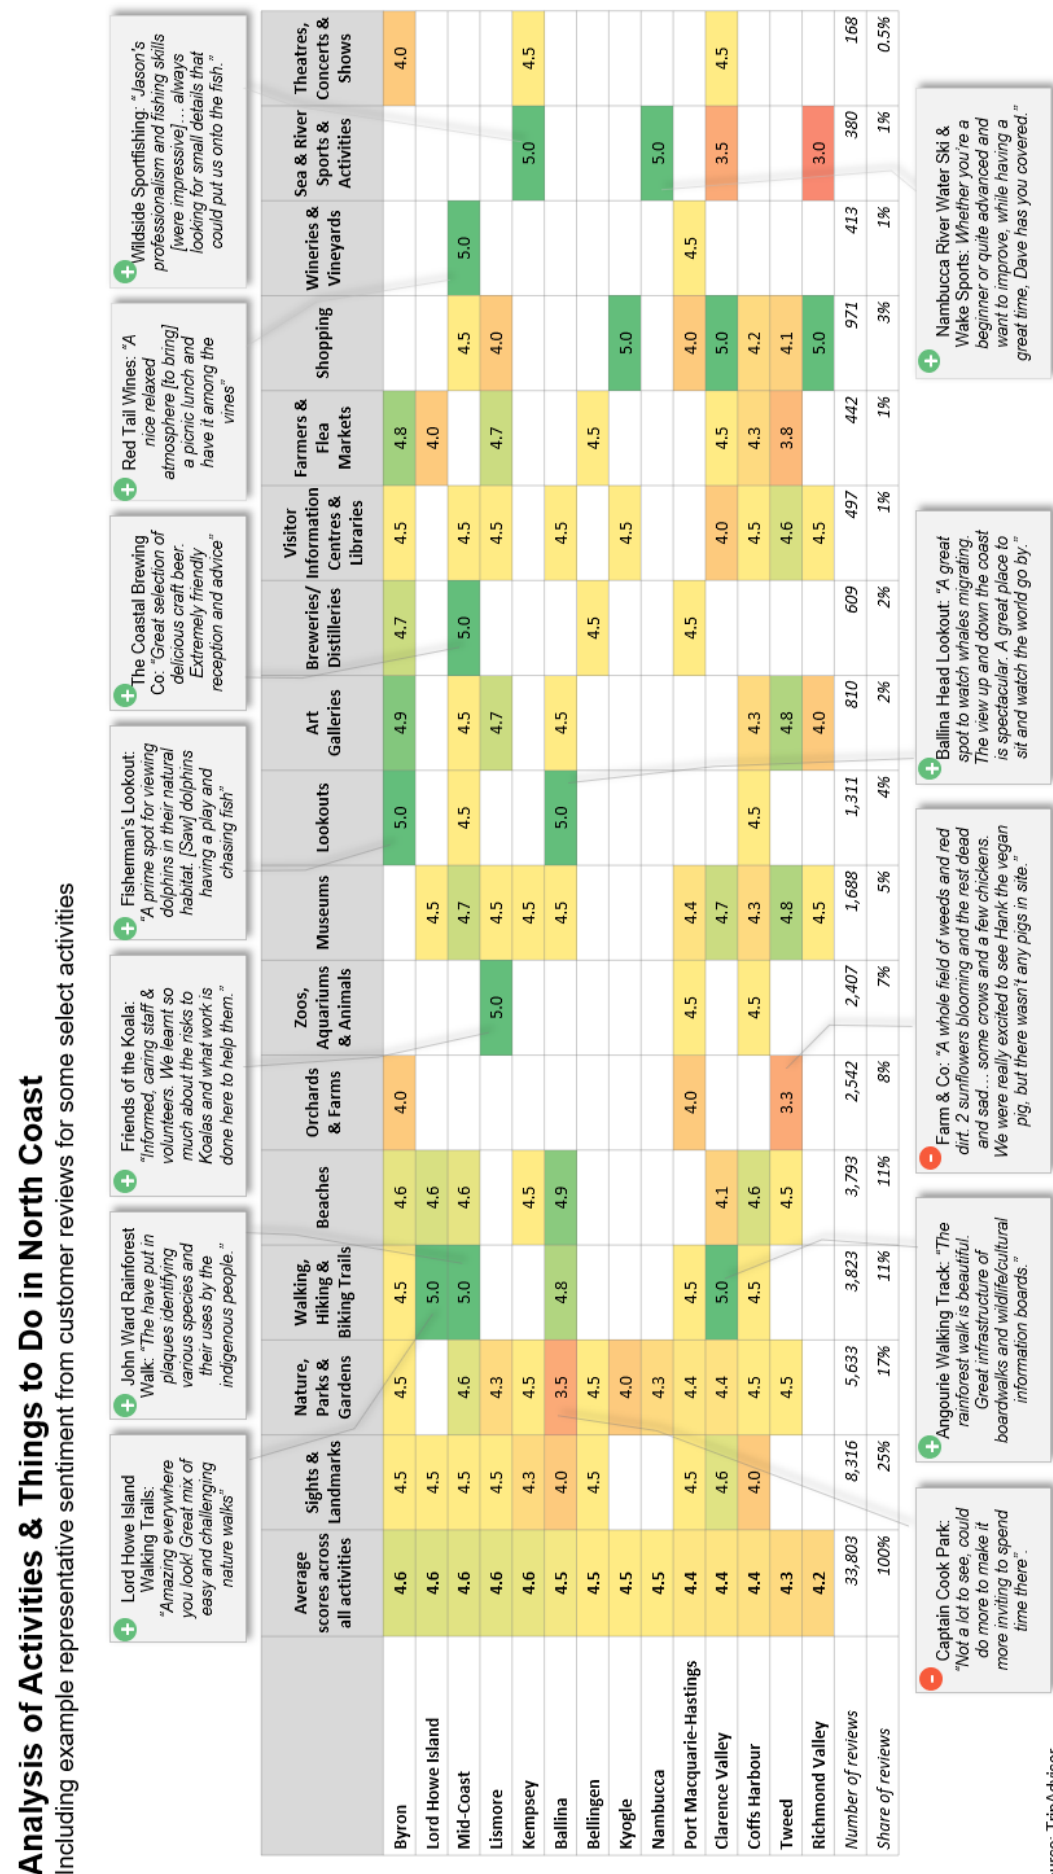 Analysis of Activities & Things to Do in North Coast
Including example representative sentiment from customer reviews for some select activities
Lord Howe Island
Walking Trails:
“Amazing everywhere
you look! Great mix of
easy and challenging
nature walks”
John Ward Rainforest
Walk: “The have put in
plaques identifying
various species and
their uses by the
indigenous people.”
Friends of the Koala:
“Informed, caring staff &
volunteers. We learnt so
much about the risks to
Koalas and what work is
done here to help them.”
Fisherman’s Lookout:
“A prime spot for viewing
dolphins in their natural
habitat. [Saw] dolphins
having a play and
chasing fish”
The Coastal Brewing
Co: “Great selection of
delicious craft beer.
Extremely friendly
reception and advice”
Red Tail Wines: “A
nice relaxed
atmosphere [to bring]
a picnic lunch and
have it among the
vines”
Wildside Sportfishing: “Jason’s
professionalism and fishing skills
[were impressive]… always
looking for small details that
could put us onto the fish.”
Average
scores across
all activities
Sights &
Landmarks
Nature,
Parks &
Gardens
Walking,
Hiking &
Biking Trails
Beaches
Orchards
& Farms
Zoos,
Aquariums
& Animals
Museums
Lookouts
Art
Galleries
Breweries/
Distilleries
Visitor
Information
Centres &
Libraries
Farmers &
Flea
Markets
Shopping
Wineries &
Vineyards
Sea & River
Sports &
Activities
Theatres,
Concerts &
Shows
Byron 4.6 4.5 4.5 4.5 4.6 4.0 5.0 4.9 4.7 4.5 4.8 4.0
Lord Howe Island 4.6 4.5 5.0 4.6 4.5 4.0
Mid-Coast 4.6 4.5 4.6 5.0 4.6 4.7 4.5 4.5 5.0 4.5 4.5 5.0
Lismore 4.6 4.5 4.3 5.0 4.5 4.7 4.5 4.7 4.0
Kempsey 4.6 4.3 4.5 4.5 4.5 5.0 4.5
Ballina 4.5 4.0 3.5 4.8 4.9 4.5 5.0 4.5 4.5
Bellingen 4.5 4.5 4.5 4.5 4.5
Kyogle 4.5 4.0 4.5 5.0
Nambucca 4.5 4.3 5.0
Port Macquarie-Hastings 4.4 4.5 4.4 4.5 4.0 4.5 4.4 4.5 4.0 4.5
Clarence Valley 4.4 4.6 4.4 5.0 4.1 4.7 4.0 4.5 5.0 3.5 4.5
Coffs Harbour 4.4 4.0 4.5 4.5 4.6 4.5 4.3 4.5 4.3 4.5 4.3 4.2
Tweed 4.3 4.5 4.5 3.3 4.8 4.8 4.6 3.8 4.1
Richmond Valley 4.2 4.5 4.0 4.5 5.0 3.0
Number of reviews 33,803 8,316 5,633 3,823 3,793 2,542 2,407 1,688 1,311 810 609 497 442 971 413 380 168
Share of reviews 100% 25% 17% 11% 11% 8% 7% 5% 4% 2% 2% 1% 1% 3% 1% 1% 0.5%
Captain Cook Park:
“Not a lot to see, could
do more to make it
more inviting to spend
time there”.
Angourie Walking Track: “The
rainforest walk is beautiful.
Great infrastructure of
boardwalks and wildlife/cultural
information boards.”
Farm & Co: “A whole field of weeds and red
dirt. 2 sunflowers blooming and the rest dead
and sad… some crows and a few chickens.
We were really excited to see Hank the vegan
pig, but there wasn’t any pigs in site.”
Ballina Head Lookout: “A great
spot to watch whales migrating.
The view up and down the coast
is spectacular. A great place to
sit and watch the world go by.”
Nambucca River Water Ski &
Wake Sports: Whether you’re a
beginner or quite advanced and
want to improve, while having a
great time, Dave has you covered.”